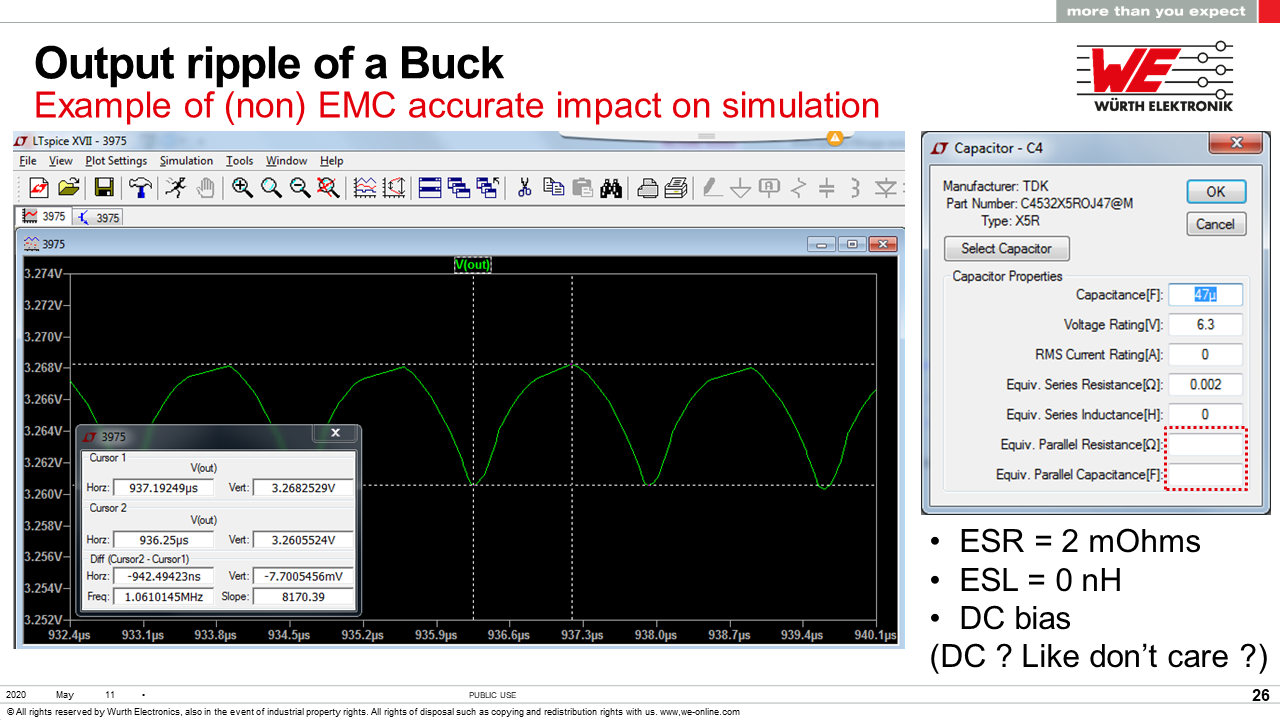 more than you expect
Output ripple of a Buck
Example of (non) EMC accurate impact on simulation
WE
WÜRTH ELEKTRONIK
LTspice XVII - 3975
File View Plot Settings Simulation Tools Window Help
3975 3975
3975
V(out)
3.274V
3.272V
3.270V
3.268V
3.266V
3.264V
3.262V
3.260V
3.258V
3.256V
3.254V
3.252V
932.4µs 933.1µs 933.8µs 934.5µs 935.2µs 935.9µs 936.6µs 937.3µs 938.0µs 938.7µs 939.4µs 940.1µs
3975
Cursor 1
V(out)
Horz: 937.19249µs Vert: 3.2682529V
Cursor 2
V(out)
Horz: 936.25µs Vert: 3.2605524V
Diff (Cursor2 - Cursor1)
Horz: -942.49423ns Vert: -7.7005456mV
Freq: 1.0610145MHz Slope: 8170.39
Capacitor - C4
Manufacturer: TDK
Part Number: C4532X5ROJ47@M
Type: X5R
OK
Cancel
Select Capacitor
Capacitor Properties
Capacitance[F]: 47µ
Voltage Rating[V]: 6.3
RMS Current Rating[A]: 0
Equiv. Series Resistance[Ω]: 0.002
Equiv. Series Inductance[H]: 0
Equiv. Parallel Resistance[Ω]:
Equiv. Parallel Capacitance[F]:
• ESR = 2 mOhms
• ESL = 0 nH
• DC bias
(DC ? Like don’t care ?)
2020 May 11 • PUBLIC USE 26
© All rights reserved by Wurth Electronics, also in the event of industrial property rights. All rights of disposal such as copying and redistribution rights with us. www,we-online.com